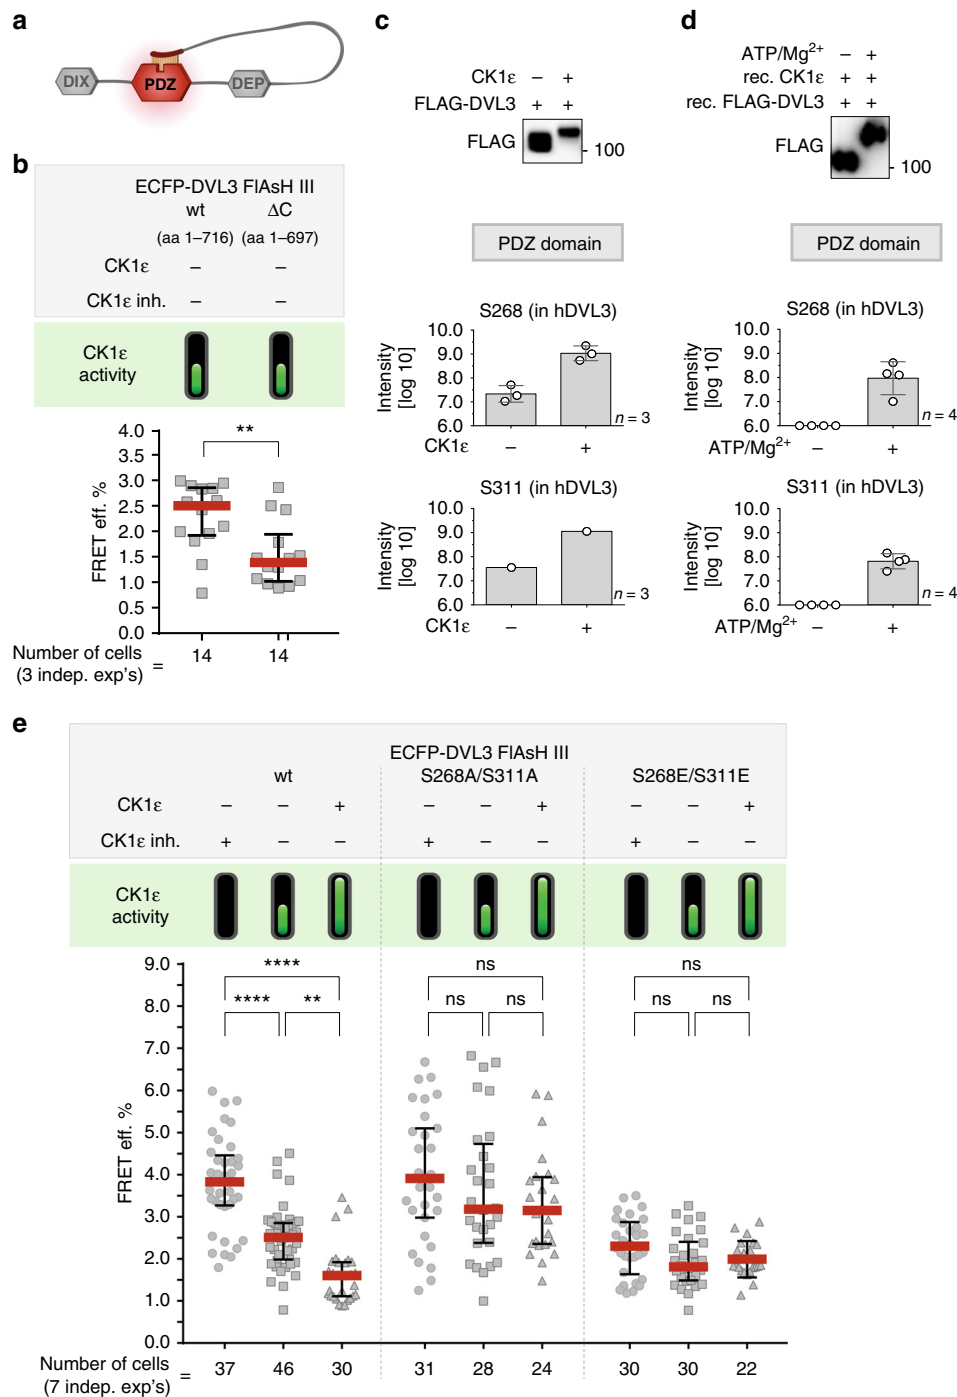 a
DIX
PDZ
DEP
b
ECFP-DVL3 FlAsH III
wt ΔC
(aa 1–716) (aa 1–697)
CK1ε – –
CK1ε inh. – –
CK1ε
activity
**
FRET eff. %
4.0
3.5
3.0
2.5
2.0
1.5
1.0
0.5
0.0
Number of cells
(3 indep. exp's) = 14 14
c
CK1ε – +
FLAG-DVL3 + +
FLAG
- 100
PDZ domain
S268 (in hDVL3)
Intensity
[log 10]
10.0
9.0
8.0
7.0
6.0
n = 3
CK1ε – +
S311 (in hDVL3)
Intensity
[log 10]
10.0
9.0
8.0
7.0
6.0
n = 3
CK1ε – +
d
ATP/Mg2+ – +
rec. CK1ε + +
rec. FLAG-DVL3 + +
FLAG
- 100
PDZ domain
S268 (in hDVL3)
Intensity
[log 10]
10.0
9.0
8.0
7.0
6.0
n = 4
ATP/Mg2+ – +
S311 (in hDVL3)
Intensity
[log 10]
10.0
9.0
8.0
7.0
6.0
n = 4
ATP/Mg2+ – +
e
ECFP-DVL3 FlAsH III
wt S268A/S311A S268E/S311E
CK1ε – – + – – + – – +
CK1ε inh. + – – + – – + – –
CK1ε
activity
**** ns ns
**** ** ns ns ns ns
FRET eff. %
9.0
8.0
7.0
6.0
5.0
4.0
3.0
2.0
1.0
0.0
Number of cells
(7 indep. exp's) = 37 46 30 31 28 24 30 30 22